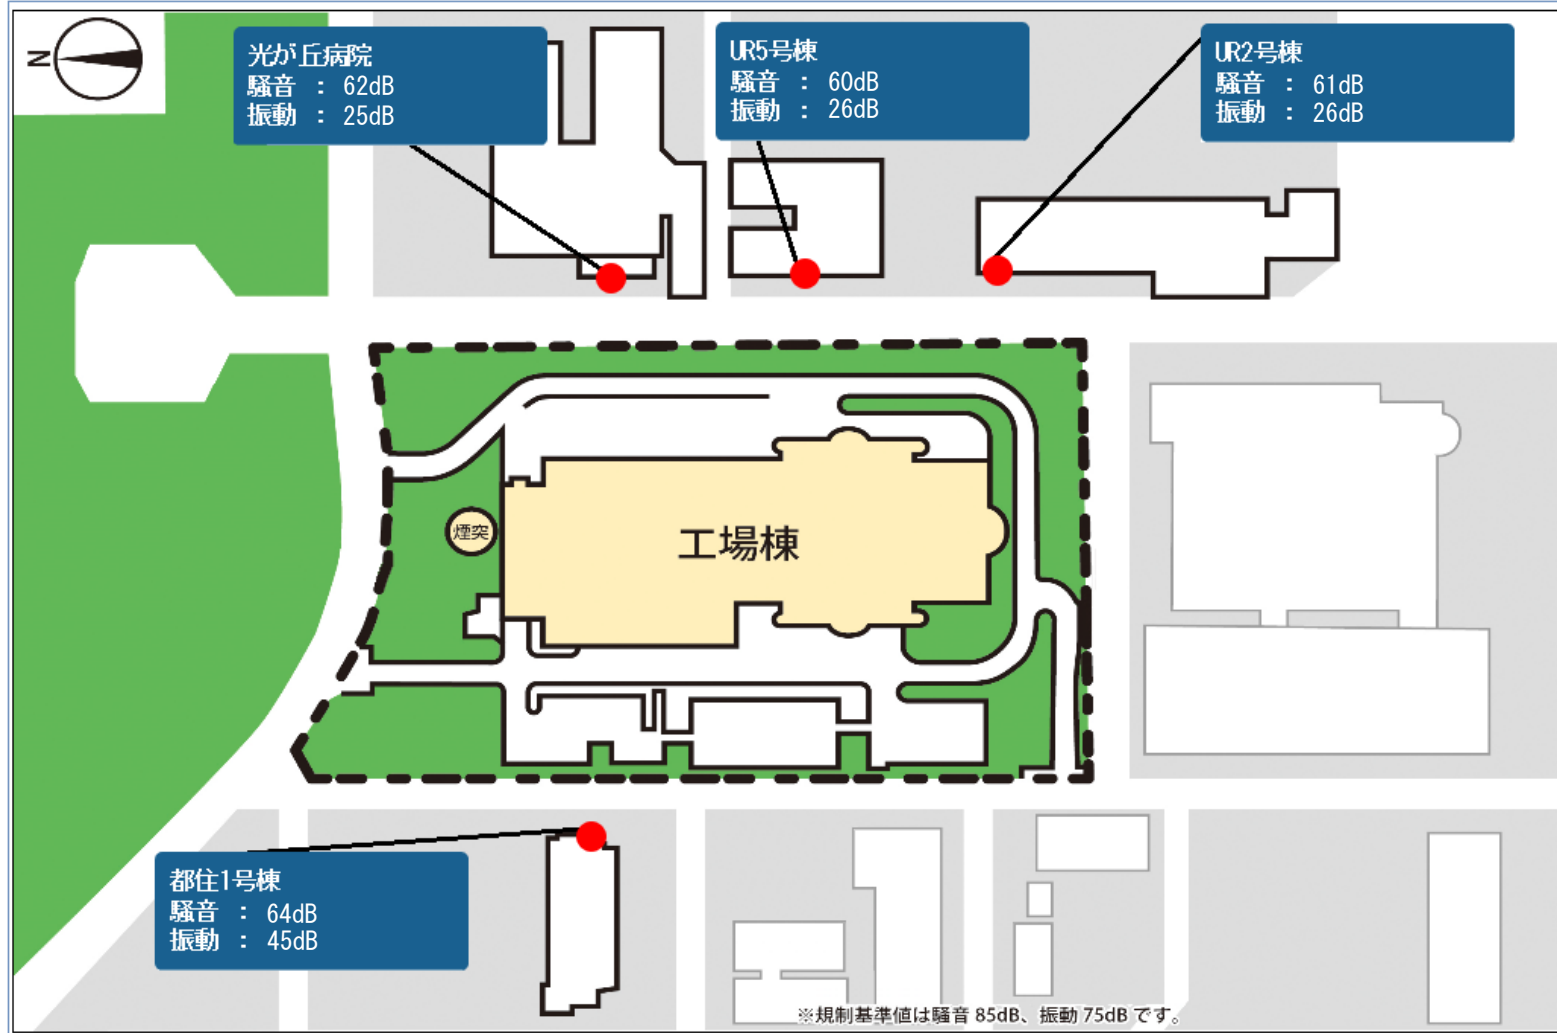 N
光が丘病院
騒音 : 62dB
振動 : 25dB
UR5号棟
騒音 : 60dB
振動 : 26dB
UR2号棟
騒音 : 61dB
振動 : 26dB
煙突
工場棟
都住1号棟
騒音 : 64dB
振動 : 45dB
※規制基準値は騒音 85dB、振動 75dB です。